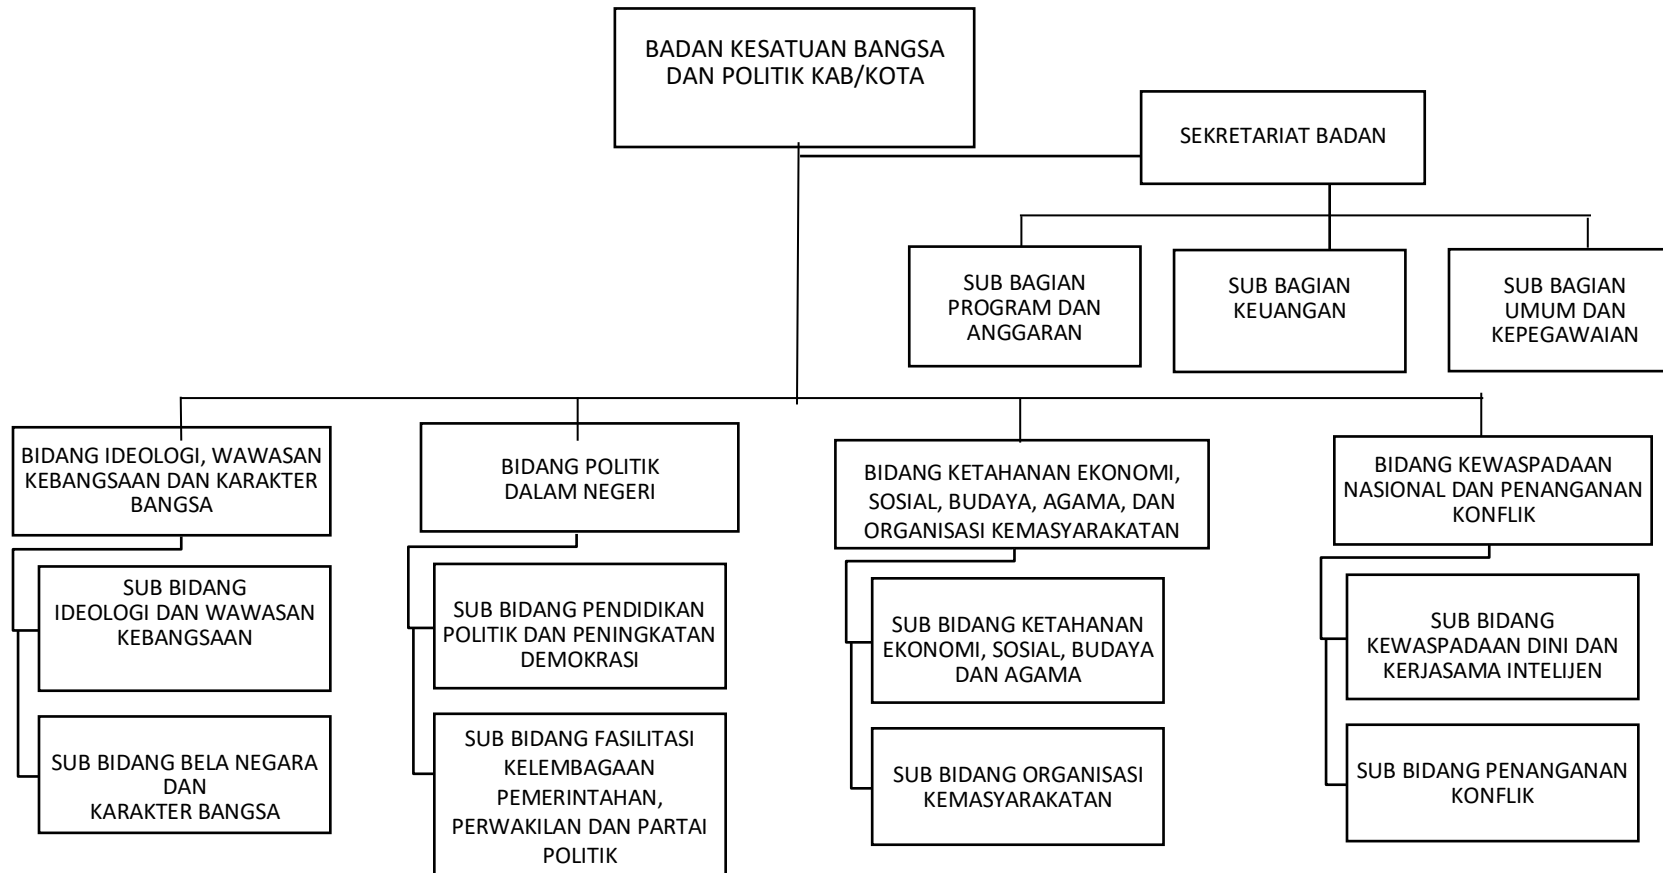 BADAN KESATUAN BANGSA
DAN POLITIK KAB/KOTA
SEKRETARIAT BADAN
SUB BAGIAN
PROGRAM DAN
ANGGARAN
SUB BAGIAN
KEUANGAN
SUB BAGIAN
UMUM DAN
KEPEGAWAIAN
BIDANG IDEOLOGI, WAWASAN
KEBANGSAAN DAN KARAKTER
BANGSA
BIDANG POLITIK
DALAM NEGERI
BIDANG KETAHANAN EKONOMI,
SOSIAL, BUDAYA, AGAMA, DAN
ORGANISASI KEMASYARAKATAN
BIDANG KEWASPADAAN
NASIONAL DAN PENANGANAN
KONFLIK
SUB BIDANG
IDEOLOGI DAN WAWASAN
KEBANGSAAN
SUB BIDANG PENDIDIKAN
POLITIK DAN PENINGKATAN
DEMOKRASI
SUB BIDANG KETAHANAN
EKONOMI, SOSIAL, BUDAYA
DAN AGAMA
SUB BIDANG
KEWASPADAAN DINI DAN
KERJASAMA INTELIJEN
SUB BIDANG BELA NEGARA
DAN
KARAKTER BANGSA
SUB BIDANG FASILITASI
KELEMBAGAAN
PEMERINTAHAN,
PERWAKILAN DAN PARTAI
POLITIK
SUB BIDANG ORGANISASI
KEMASYARAKATAN
SUB BIDANG PENANGANAN
KONFLIK